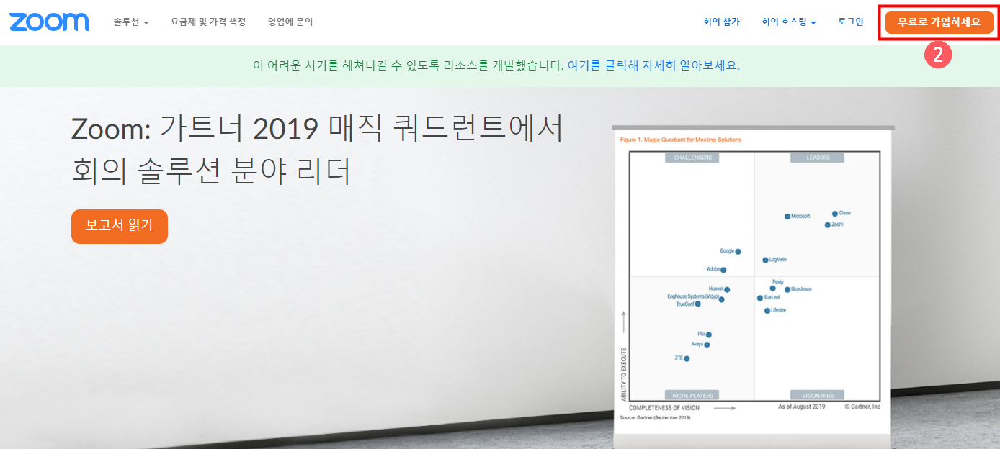 zoom
솔루션
요금제 및 가격 책정
영업에 문의
회의 참가
회의 호스팅
로그인
무료로 가입하세요
2
이 어려운 시기를 헤쳐나갈 수 있도록 리소스를 개발했습니다. 여기를 클릭해 자세히 알아보세요.
Zoom: 가트너 2019 매직 쿼드런트에서
회의 솔루션 분야 리더
보고서 읽기
Figure 1. Magic Quadrant for Meeting Solutions
CHALLENGERS
LEADERS
Microsoft
Cisco
Zoom
Google
LogMeIn
Adobe
Pexip
Huawei
BlueJeans
Enghouse Systems (Vidyo)
StarLeaf
TrueConf
Lifesize
PGi
Avaya
ZTE
ABILITY TO EXECUTE
NICHE PLAYERS
VISIONARIES
COMPLETENESS OF VISION
As of August 2019
© Gartner, Inc
Source: Gartner (September 2019)